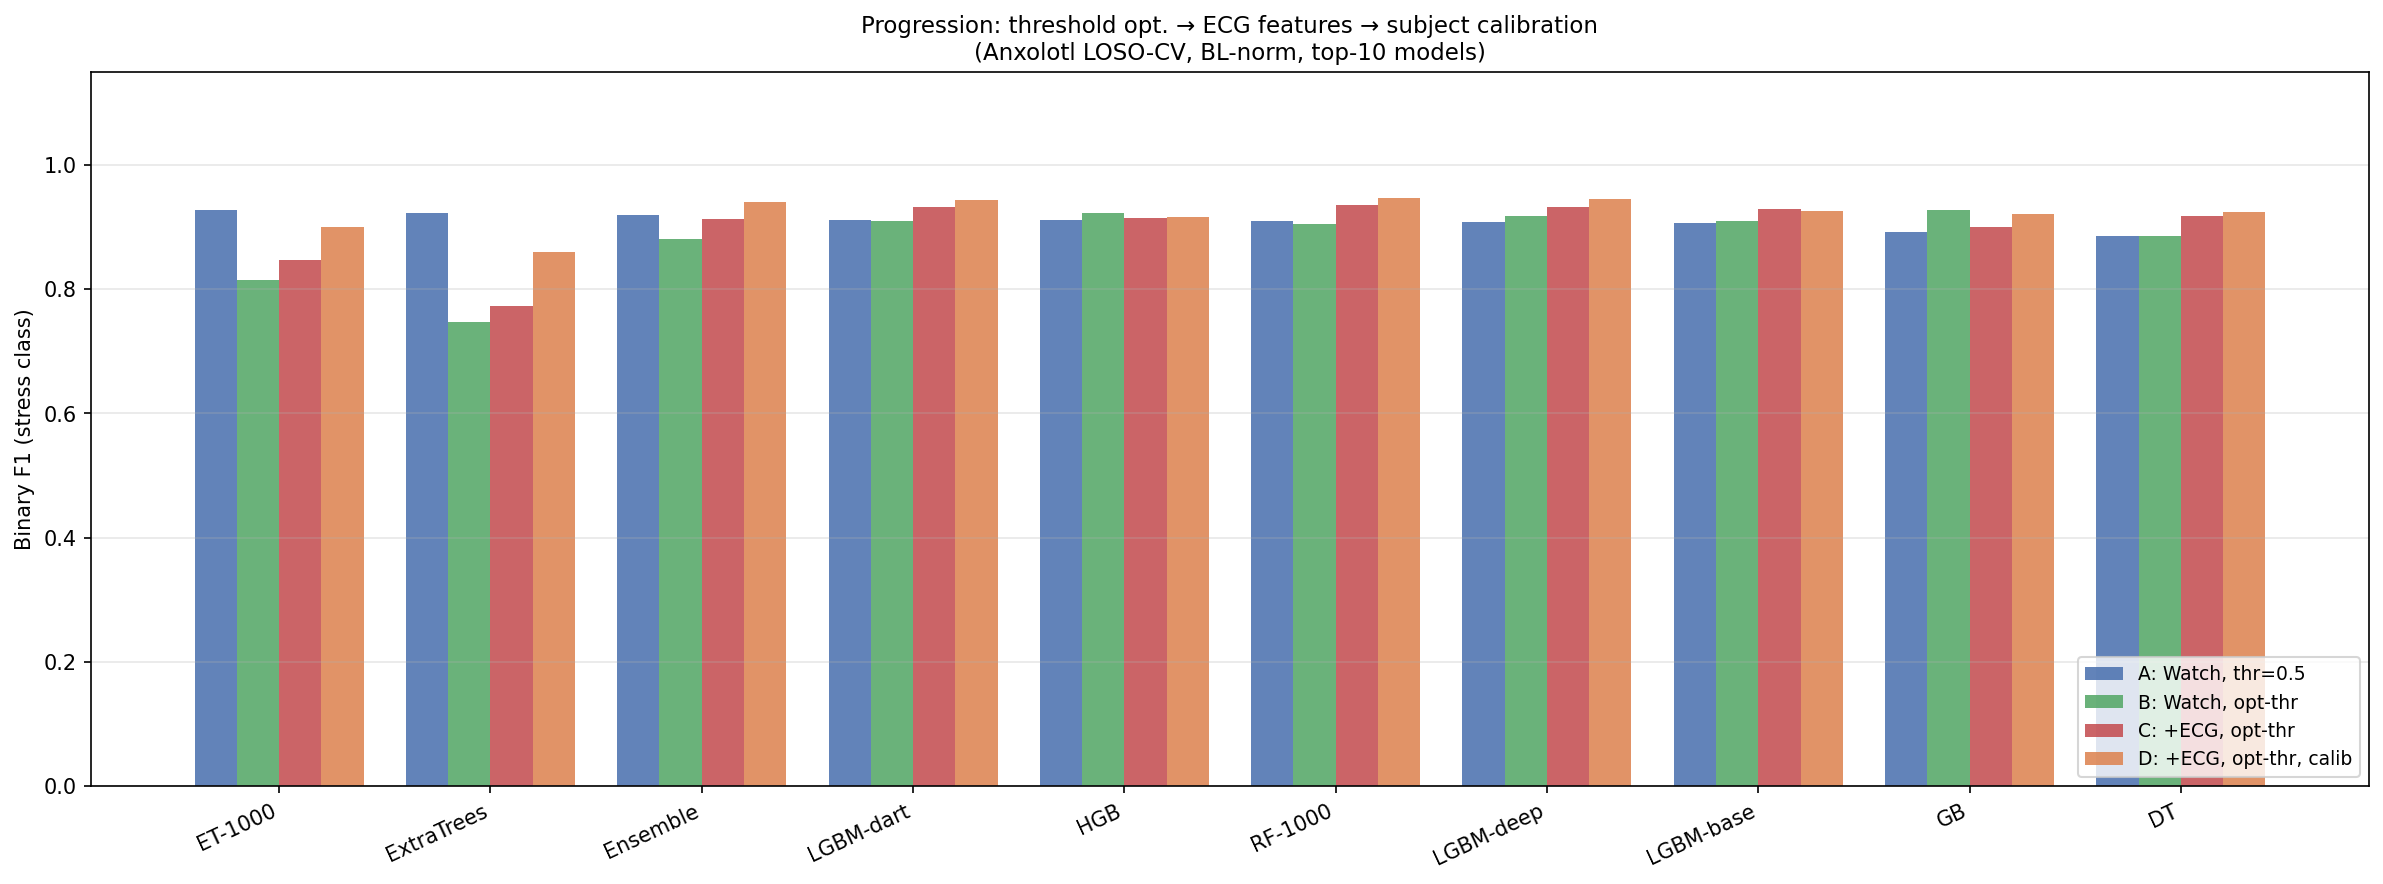 Progression: threshold opt. → ECG features → subject calibration
(Anxolotl LOSO-CV, BL-norm, top-10 models)
Binary F1 (stress class)
1.0
0.8
0.6
0.4
0.2
0.0
A: Watch, thr=0.5
B: Watch, opt-thr
C: +ECG, opt-thr
D: +ECG, opt-thr, calib
ET-1000
ExtraTrees
Ensemble
LGBM-dart
HGB
RF-1000
LGBM-deep
LGBM-base
GB
DT